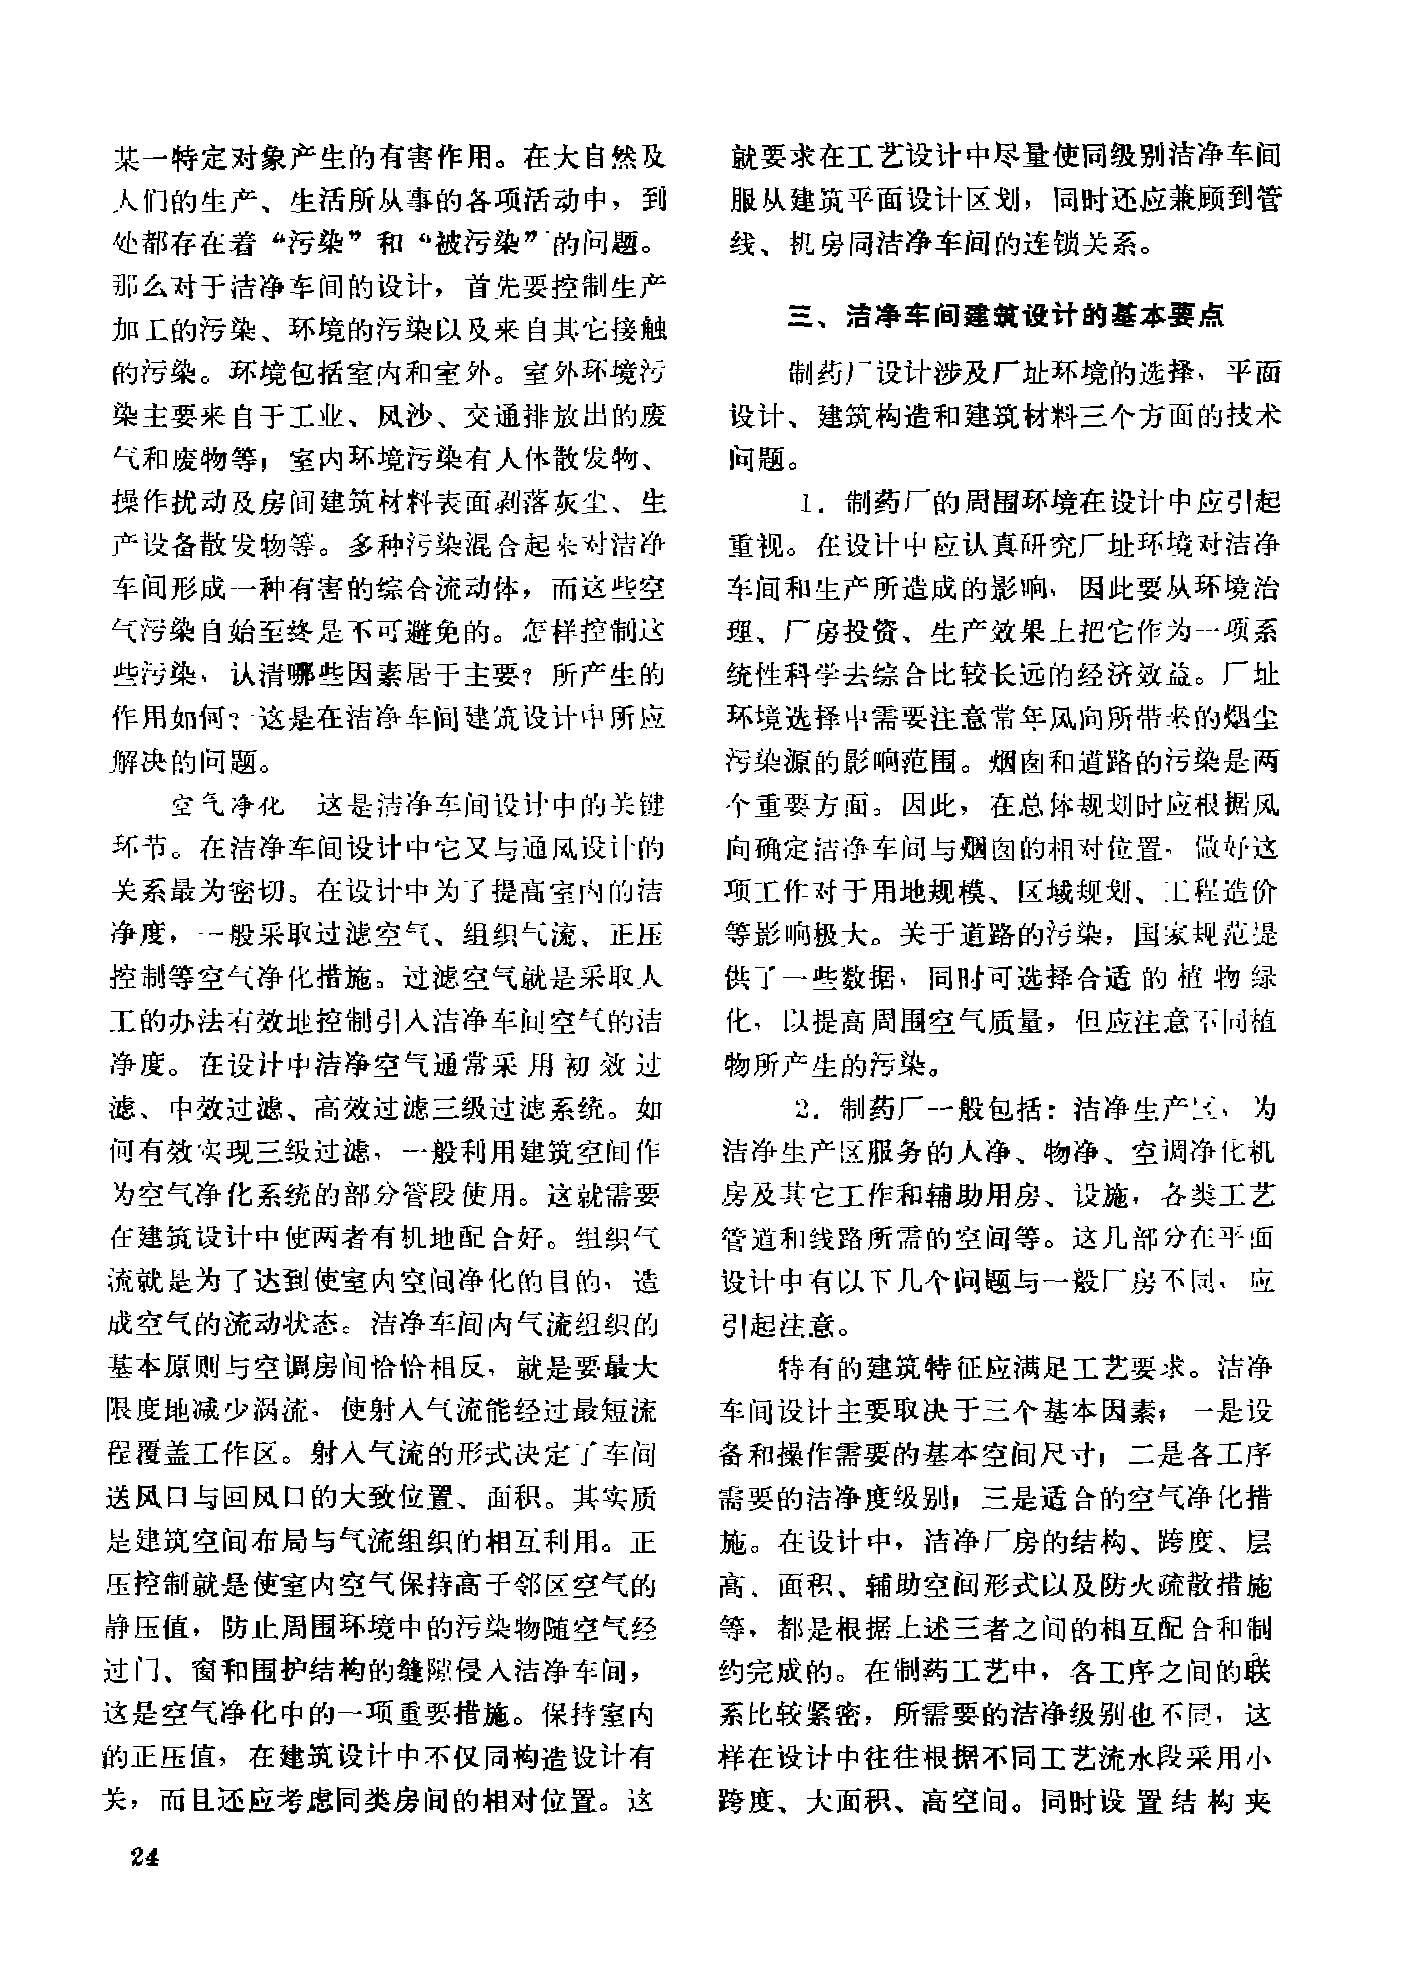 某一特定对象产生的有害作用。在大自然及
人们的生产、生活所从事的各项活动中，到
处都存在着“污染”和“被污染”的问题。
那么对于洁净车间的设计，首先要控制生产
加工的污染、环境的污染以及来自其它接触
的污染。环境包括室内和室外。室外环境污
染主要来自于工业、风沙、交通排放出的废
气和废物等；室内环境污染有人体散发物、
操作扰动及房间建筑材料表面剥落灰尘、生
产设备散发物等。多种污染混合起来对洁净
车间形成一种有害的综合流动体，而这些空
气污染自始至终是不可避免的。怎样控制这
些污染，认清哪些因素居于主要？所产生的
作用如何？这是在洁净车间建筑设计中所应
解决的问题。
空气净化 这是洁净车间设计中的关键
环节。在洁净车间设计中它又与通风设计的
关系最为密切。在设计中为了提高室内的洁
净度，一般采取过滤空气、组织气流、正压
控制等空气净化措施。过滤空气就是采取人
工的办法有效地控制引入洁净车间空气的洁
净度。在设计中洁净空气通常采用初效过
滤、中效过滤、高效过滤三级过滤系统。如
何有效实现三级过滤，一般利用建筑空间作
为空气净化系统的部分管段使用。这就需要
在建筑设计中使两者有机地配合好。组织气
流就是为了达到使室内空间净化的目的，造
成空气的流动状态。洁净车间内气流组织的
基本原则与空调房间恰恰相反，就是要最大
限度地减少涡流，使射入气流能经过最短流
程覆盖工作区。射入气流的形式决定了车间
送风口与回风口的大致位置、面积。其实质
是建筑空间布局与气流组织的相互利用。正
压控制就是使室内空气保持高于邻区空气的
静压值，防止周围环境中的污染物随空气经
过门、窗和围护结构的缝隙侵入洁净车间，
这是空气净化中的一项重要措施。保持室内
的正压值，在建筑设计中不仅同构造设计有
关，而且还应考虑同类房间的相对位置。这
就要求在工艺设计中尽量使同级别洁净车间
服从建筑平面设计区划，同时还应兼顾到管
线、机房同洁净车间的连锁关系。
三、洁净车间建筑设计的基本要点
制药厂设计涉及厂址环境的选择、平面
设计、建筑构造和建筑材料三个方面的技术
问题。
1．制药厂的周围环境在设计中应引起
重视。在设计中应认真研究厂址环境对洁净
车间和生产所造成的影响，因此要从环境治
理、厂房投资、生产效果上把它作为一项系
统性科学去综合比较长远的经济效益。厂址
环境选择中需要注意常年风向所带来的烟尘
污染源的影响范围。烟囱和道路的污染是两
个重要方面。因此，在总体规划时应根据风
向确定洁净车间与烟囱的相对位置，做好这
项工作对于用地规模、区域规划、工程造价
等影响极大。关于道路的污染，国家规范提
供了一些数据，同时可选择合适的植物绿
化，以提高周围空气质量，但应注意不同植
物所产生的污染。
2．制药厂一般包括：洁净生产区，为
洁净生产区服务的人净、物净、空调净化机
房及其它工作和辅助用房、设施，各类工艺
管道和线路所需的空间等。这几部分在平面
设计中有以下几个问题与一般厂房不同，应
引起注意。
特有的建筑特征应满足工艺要求。洁净
车间设计主要取决于三个基本因素；一是设
备和操作需要的基本空间尺寸；二是各工序
需要的洁净度级别；三是适合的空气净化措
施。在设计中，洁净厂房的结构、跨度、层
高、面积、辅助空间形式以及防火疏散措施
等，都是根据上述三者之间的相互配合和制
约完成的。在制药工艺中，各工序之间的联
系比较紧密，所需要的洁净级别也不同，这
样在设计中往往根据不同工艺流水段采用小
跨度、大面积、高空间。同时设置结构夹
24